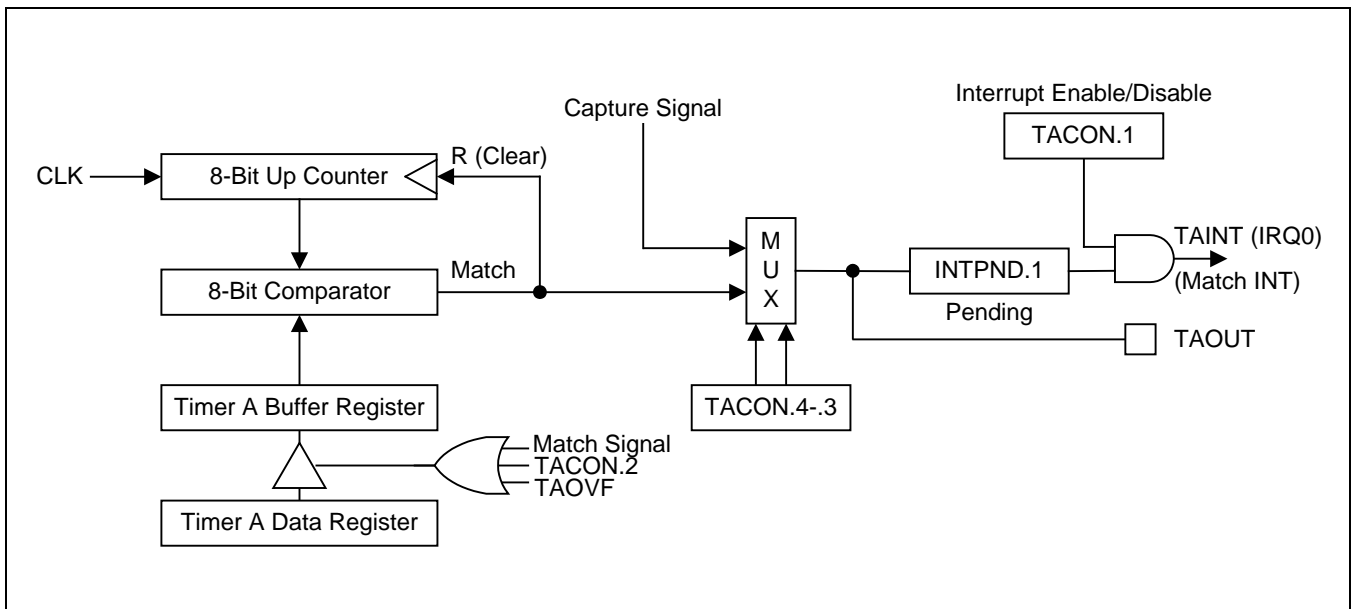 Interrupt Enable/Disable
Capture Signal
TACON.1
R (Clear)
CLK
8-Bit Up Counter
M
U
X
TAINT (IRQ0)
Match
INTPND.1
(Match INT)
8-Bit Comparator
Pending
TAOUT
Timer A Buffer Register
TACON.4-.3
Match Signal
TACON.2
TAOVF
Timer A Data Register